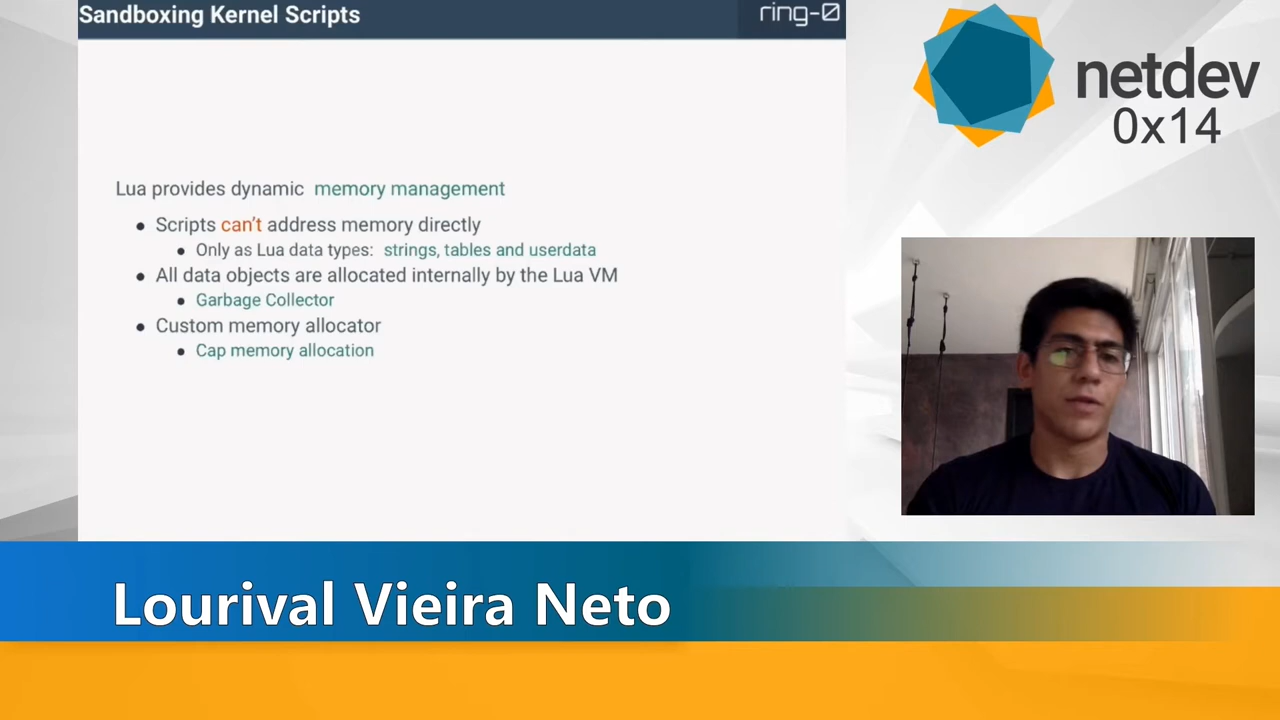 Sandboxing Kernel Scripts
ring-0
netdev
0x14
Lua provides dynamic memory management
• Scripts can't address memory directly
• Only as Lua data types: strings, tables and userdata
• All data objects are allocated internally by the Lua VM
• Garbage Collector
• Custom memory allocator
• Cap memory allocation
Lourival Vieira Neto